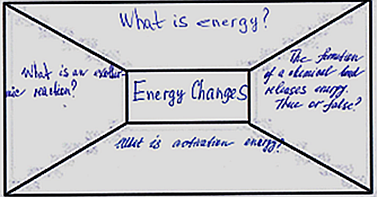 What is energy?
What is an exother-
mic reaction?
Energy Changes
The formation
of a chemical bond
releases energy.
True or false?
What is activation energy?